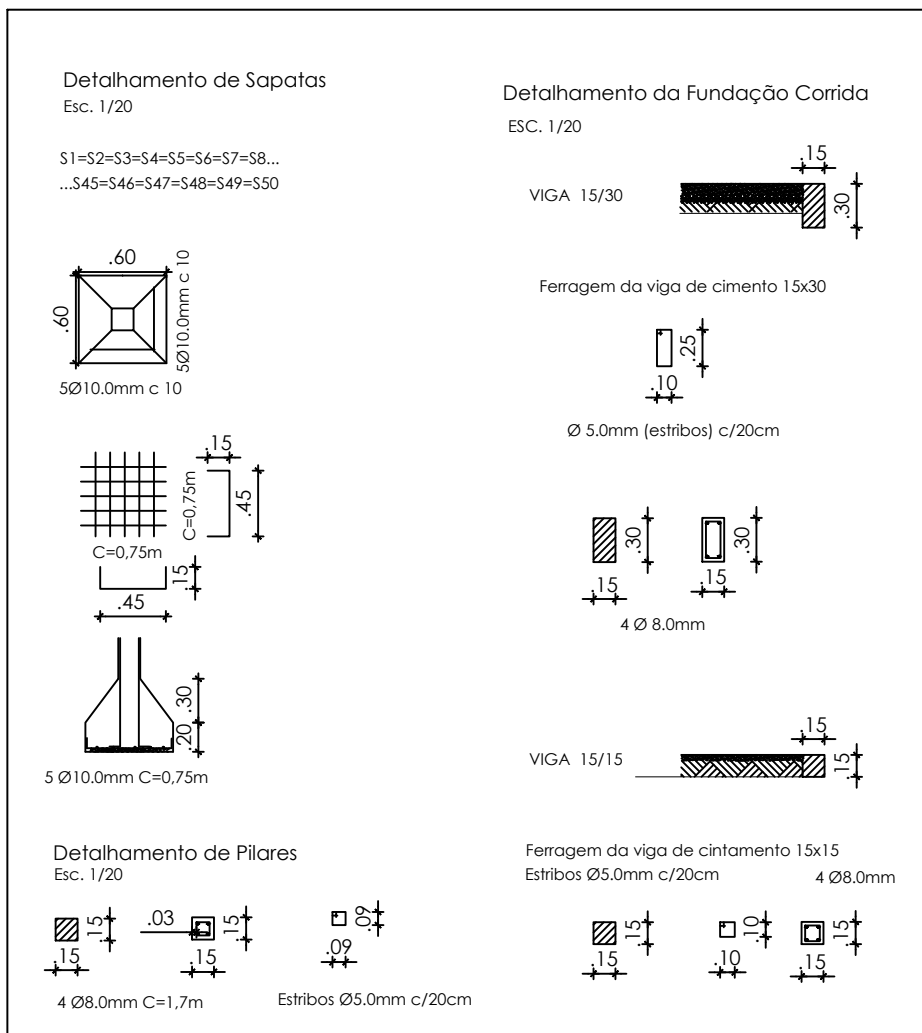 Detalhamento de Sapatas
Esc. 1/20
S1=S2=S3=S4=S5=S6=S7=S8...
...S45=S46=S47=S48=S49=S50
.60
.60
5Ø10.0mm c 10
5Ø10.0mm c 10
.15
C=0,75m
.45
C=0,75m
.15
.45
.30
.20
5 Ø10.0mm C=0,75m
Detalhamento de Pilares
Esc. 1/20
.15
.15
.03
.15
.15
.09
.09
4 Ø8.0mm C=1,7m
Estribos Ø5.0mm c/20cm
Detalhamento da Fundação Corrida
ESC. 1/20
.15
VIGA 15/30
.30
Ferragem da viga de cimento 15x30
.25
.10
Ø 5.0mm (estribos) c/20cm
.30
.30
.15
.15
4 Ø 8.0mm
.15
VIGA 15/15
.15
Ferragem da viga de cintamento 15x15
Estribos Ø5.0mm c/20cm
4 Ø8.0mm
.15
.10
.15
.15
.10
.15